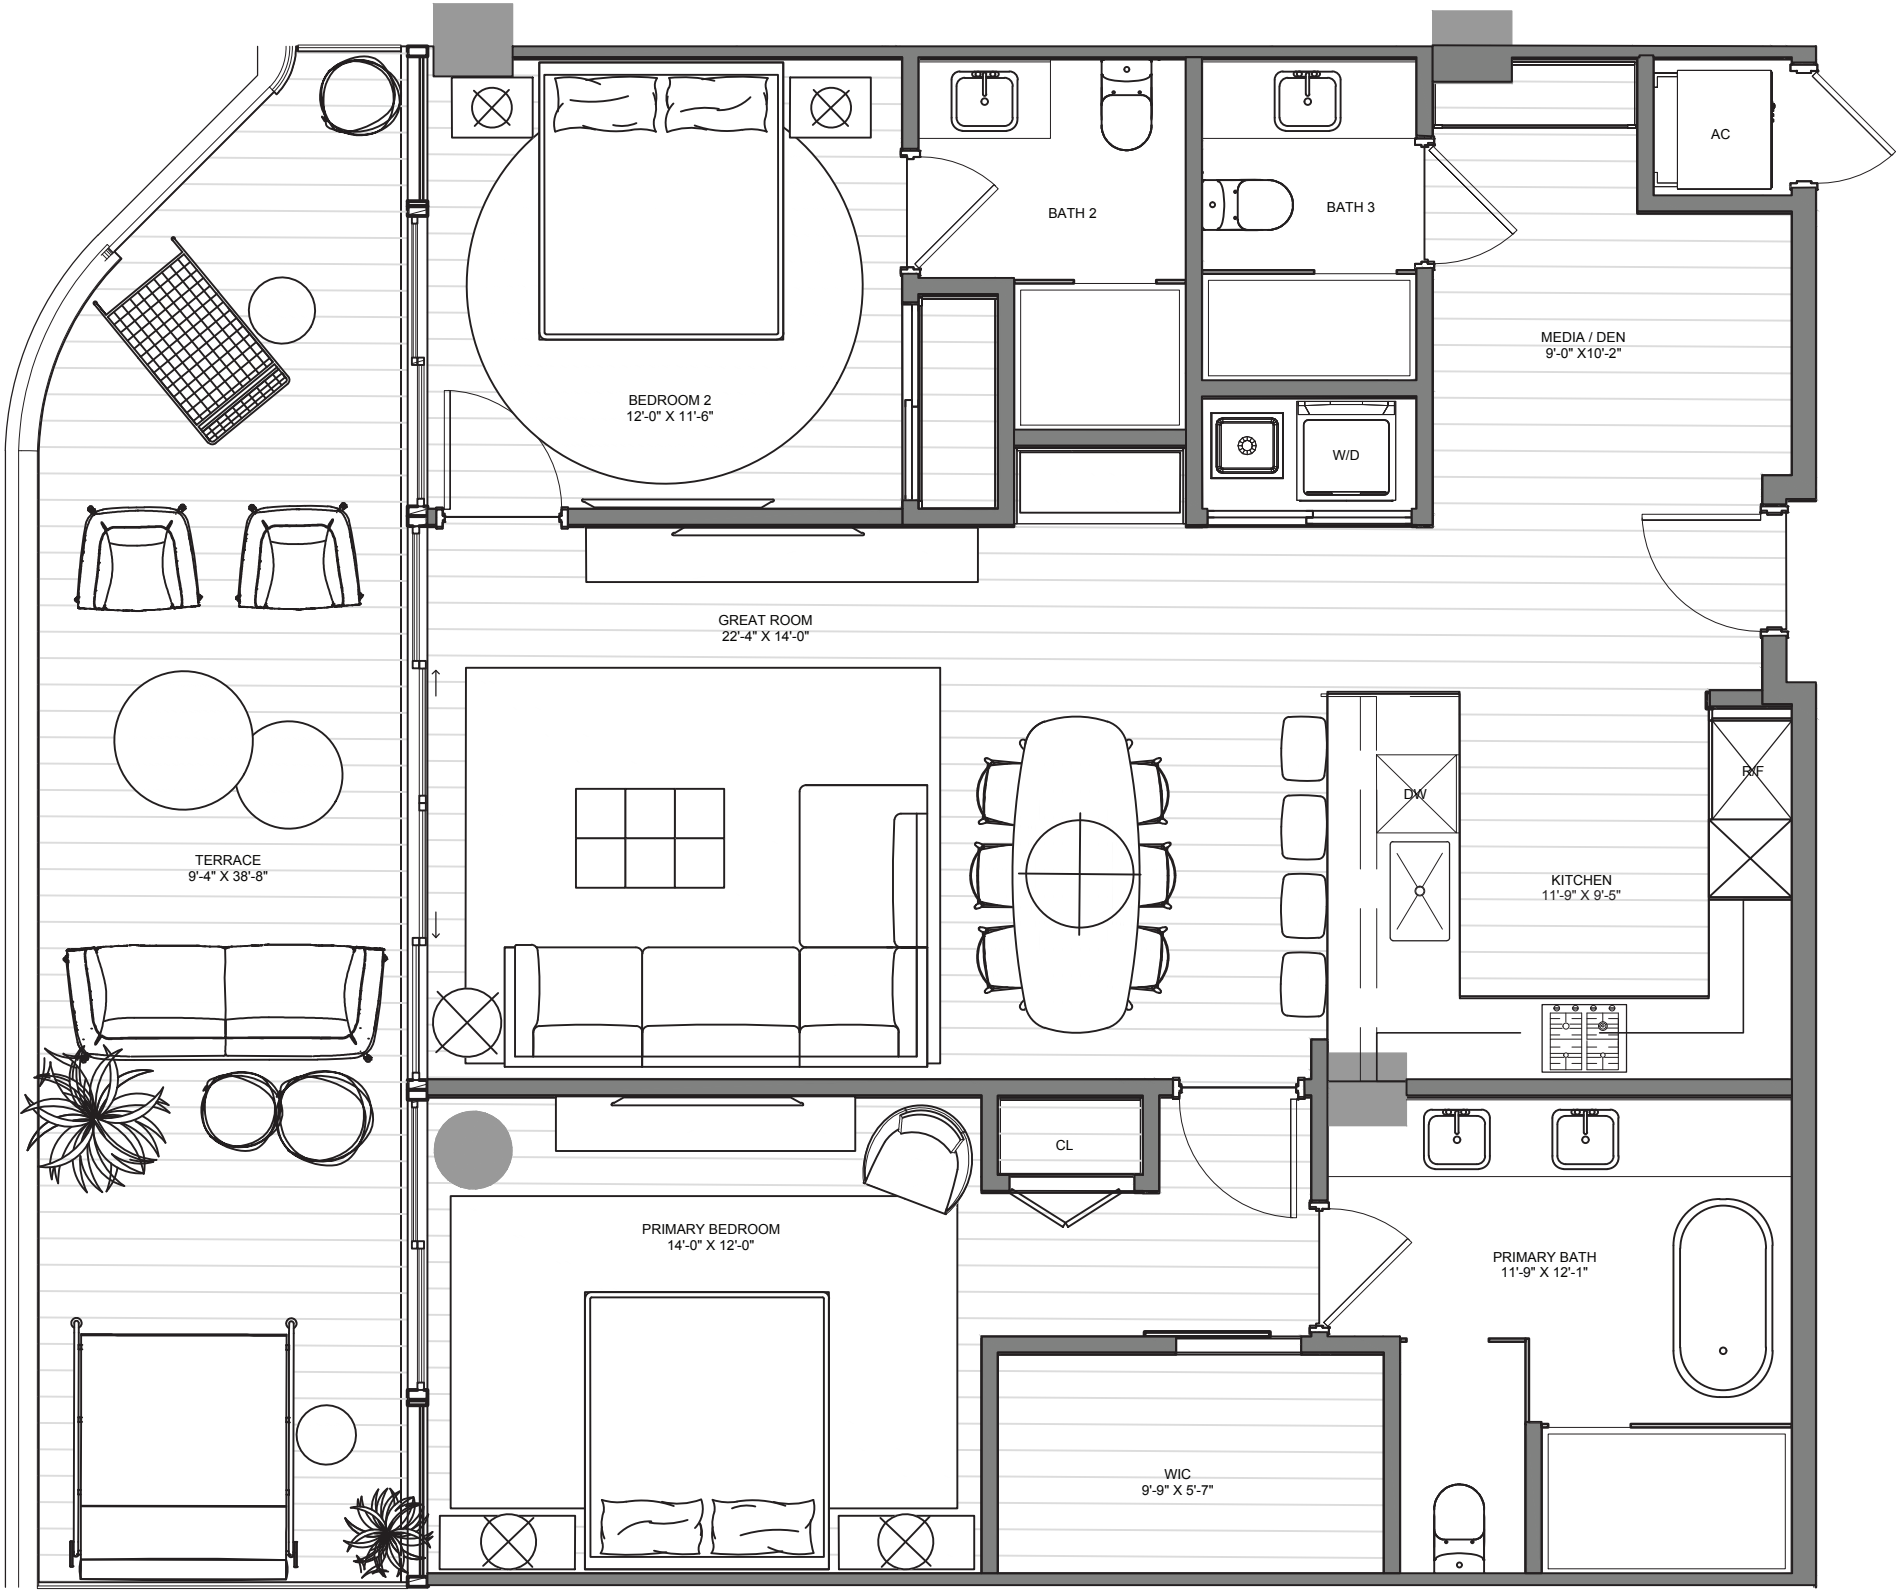 AC
BATH 2
BATH 3
MEDIA / DEN
9'-0" X10'-2"
BEDROOM 2
12'-0" X 11'-6"
W/D
GREAT ROOM
22'-4" X 14'-0"
R/F
DW
TERRACE
9'-4" X 38'-8"
KITCHEN
11'-9" X 9'-5"
CL
PRIMARY BEDROOM
14'-0" X 12'-0"
PRIMARY BATH
11'-9" X 12'-1"
WIC
9'-9" X 5'-7"